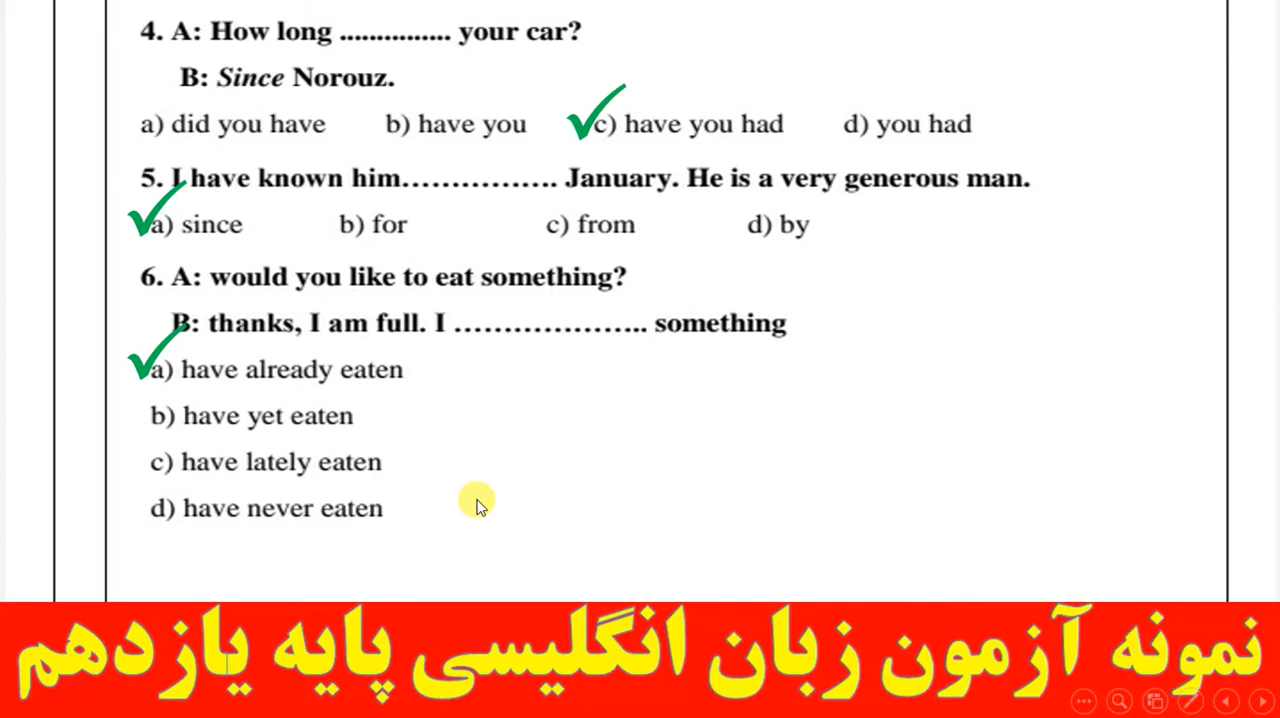 4. A: How long ............... your car?
B: Since Norouz.
a) did you have b) have you c) have you had d) you had
5. I have known him................. January. He is a very generous man.
a) since b) for c) from d) by
6. A: would you like to eat something?
B: thanks, I am full. I ...................... something
a) have already eaten
b) have yet eaten
c) have lately eaten
d) have never eaten
نمونه آزمون زبان انگلیسی پایه یازدهم